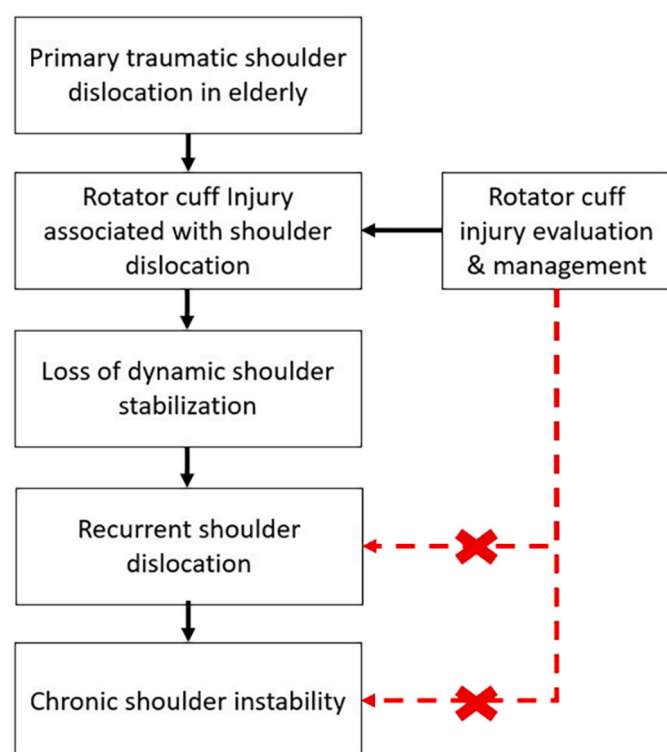 Primary traumatic shoulder
dislocation in elderly
Rotator cuff Injury
associated with shoulder
dislocation
Rotator cuff
injury evaluation
& management
Loss of dynamic shoulder
stabilization
Recurrent shoulder
dislocation
Chronic shoulder instability